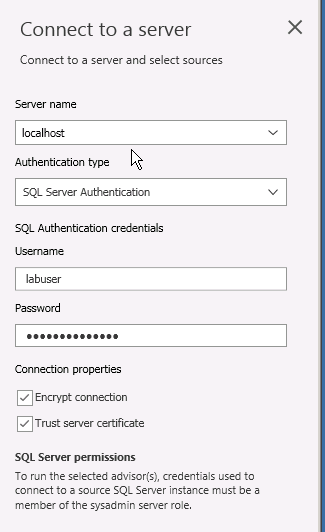 Connect to a server
Connect to a server and select sources
Server name
localhost
Authentication type
SQL Server Authentication
SQL Authentication credentials
Username
labuser
Password
••••••••••••••
Connection properties
Encrypt connection
Trust server certificate
SQL Server permissions
To run the selected advisor(s), credentials used to
connect to a source SQL Server instance must be a
member of the sysadmin server role.